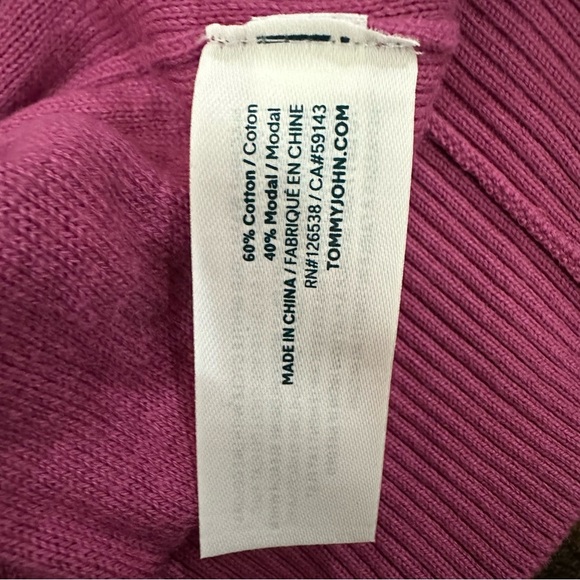 60% Cotton / Coton
40% Modal / Modal
MADE IN CHINA / FABRIQUÉ EN CHINE
RN#126538 / CA#59143
TOMMYJOHN.COM